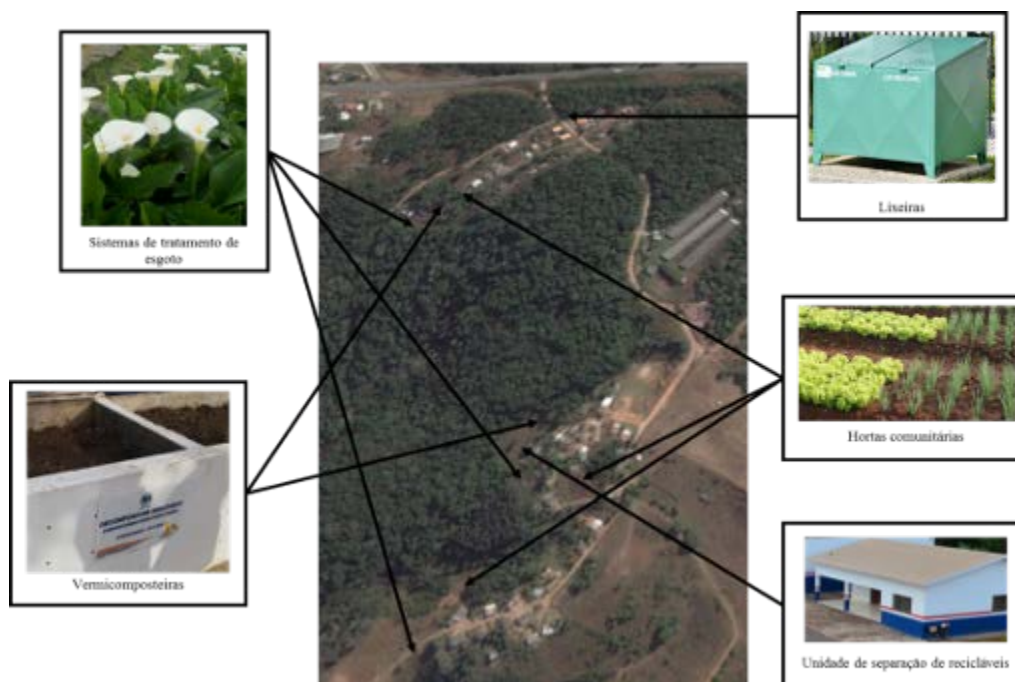 Sistemas de tratamento de
esgoto
Lixeiras
Hortas comunitárias
Vermicomposteiras
Unidade de separação de recicláveis